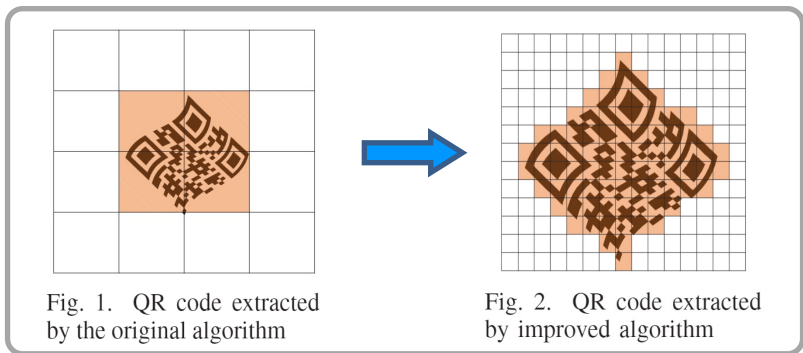 Fig. 1. QR code extracted
by the original algorithm
Fig. 2. QR code extracted
by improved algorithm